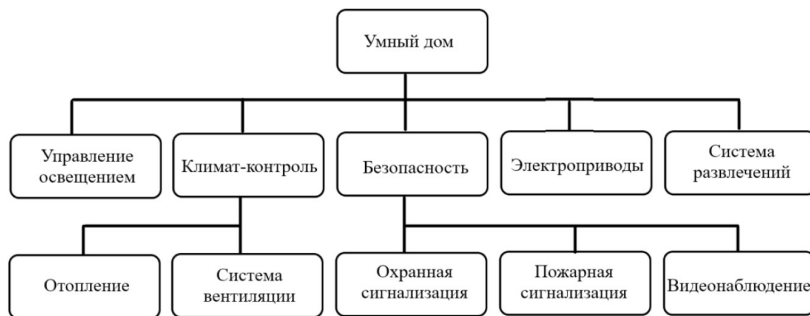 Умный дом
Управление
освещением
Климат-контроль
Безопасность
Электроприводы
Система
развлечений
Отопление
Система
вентиляции
Охранная
сигнализация
Пожарная
сигнализация
Видеонаблюдение